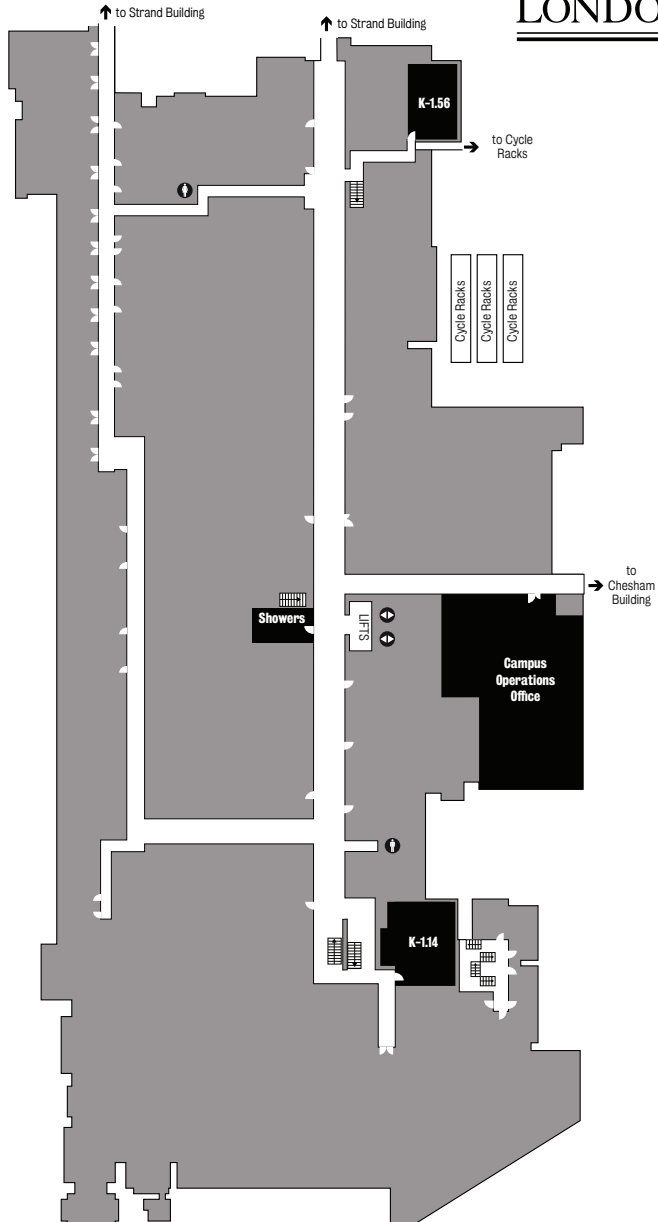 LONDO
to Strand Building
to Strand Building
K-1.56
to Cycle
Racks
Cycle Racks
Cycle Racks
Cycle Racks
to
Chesham
Building
Showers
LIFTS
Campus
Operations
Office
K-1.14